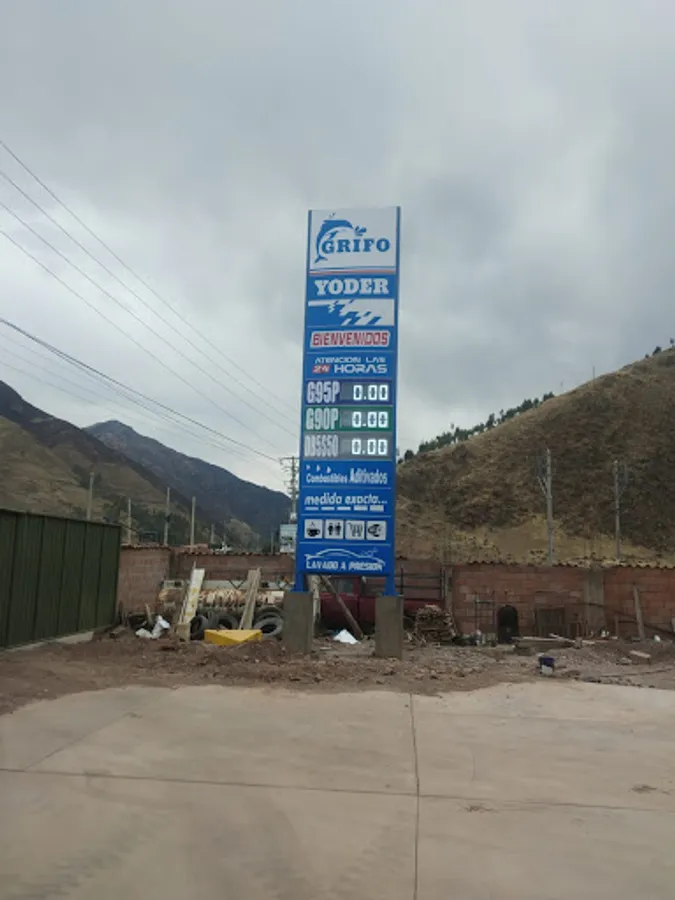 GRIFO
YODER
BIENVENIDOS
ATENCION LAS
24 HORAS
G95P 0.00
G90P 0.00
DB5S50 0.00
Combustibles Aditivados
medida exacta...
LAVADO A PRESION